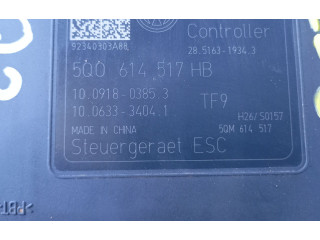 Controller
92340303A88
28.5163-1934.3
5Q0 614 517 HB
10.0918-0385.3
TF9
10.0633-3404.1
H26/S0157
MADE IN CHINA
5QM 614 517
Steuergeraet ESC